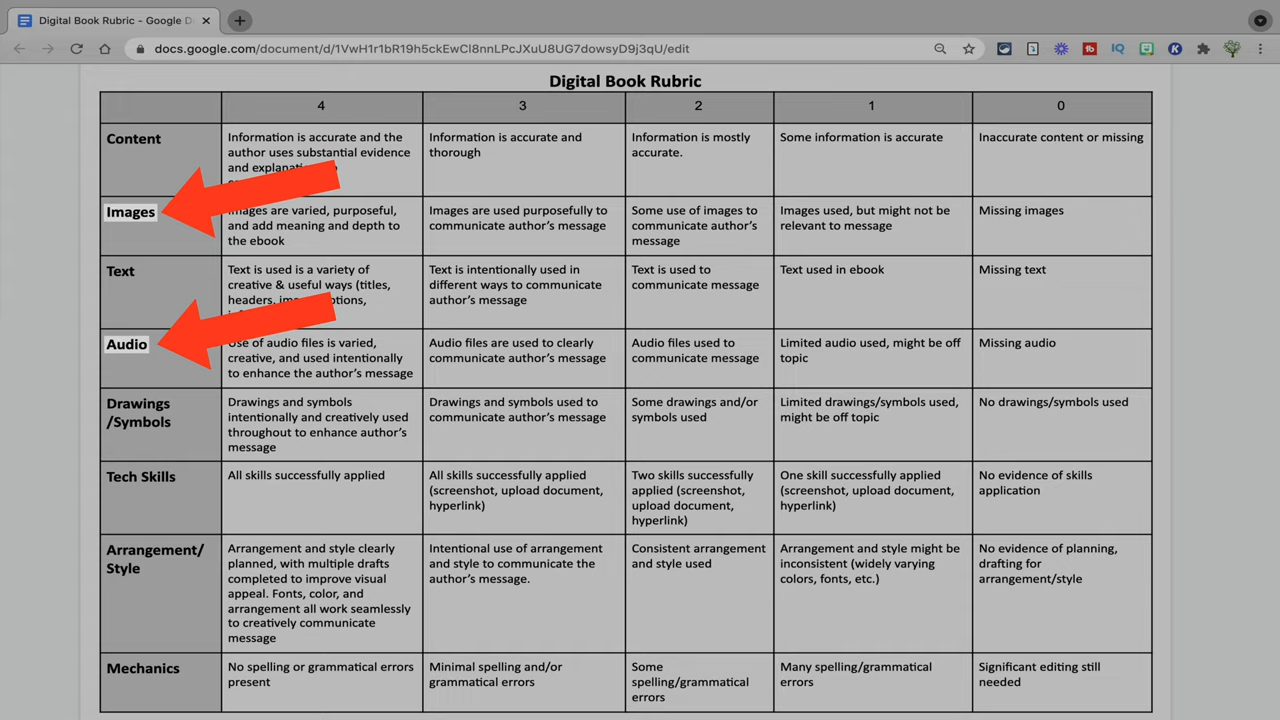 Digital Book Rubric - Google D
docs.google.com/document/d/1VwH1r1bR19h5ckEwCl8nnLPcJXuU8UG7dowsyD9j3qU/edit
Digital Book Rubric
4 3 2 1 0
Content
Information is accurate and the
author uses substantial evidence
and
Information is accurate and
thorough
Information is mostly
accurate.
Some information is accurate
Inaccurate content or missing
Images
Images are varied, purposeful,
and add meaning and depth to
the ebook
Images are used purposefully to
communicate author's message
Some use of images to
communicate author's
message
Images used, but might not be
relevant to message
Missing images
Text
Text is used is a variety of
creative & useful ways (titles,
headers,
Text is intentionally used in
different ways to communicate
author's message
Text is used to
communicate message
Text used in ebook
Missing text
Audio
Use of audio files is varied,
creative, and used intentionally
to enhance the author's message
Audio files are used to clearly
communicate author's message
Audio files used to
communicate message
Limited audio used, might be off
topic
Missing audio
Drawings
/Symbols
Drawings and symbols
intentionally and creatively used
throughout to enhance author's
message
Drawings and symbols used to
communicate author's message
Some drawings and/or
symbols used
Limited drawings/symbols used,
might be off topic
No drawings/symbols used
Tech Skills
All skills successfully applied
All skills successfully applied
(screenshot, upload document,
hyperlink)
Two skills successfully
applied (screenshot,
upload document,
hyperlink)
One skill successfully applied
(screenshot, upload document,
hyperlink)
No evidence of skills
application
Arrangement/
Style
Arrangement and style clearly
planned, with multiple drafts
completed to improve visual
appeal. Fonts, color, and
arrangement all work seamlessly
to creatively communicate
message
Intentional use of arrangement
and style to communicate the
author's message.
Consistent arrangement
and style used
Arrangement and style might be
inconsistent (widely varying
colors, fonts, etc.)
No evidence of planning,
drafting for
arrangement/style
Mechanics
No spelling or grammatical errors
present
Minimal spelling and/or
grammatical errors
Some
spelling/grammatical
errors
Many spelling/grammatical
errors
Significant editing still
needed